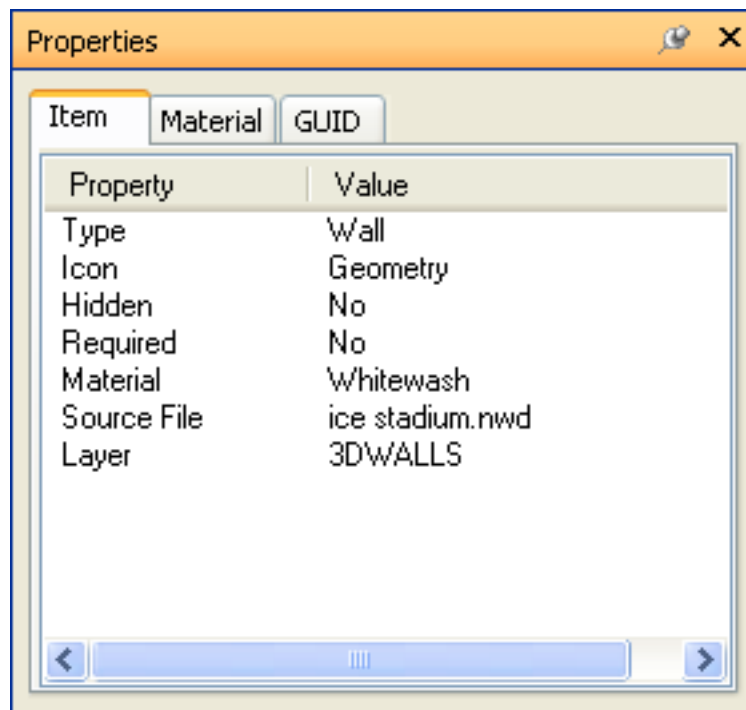 Properties
Item Material GUID
Property Value
Type Wall
Icon Geometry
Hidden No
Required No
Material Whitewash
Source File ice stadium.nwd
Layer 3DWALLS